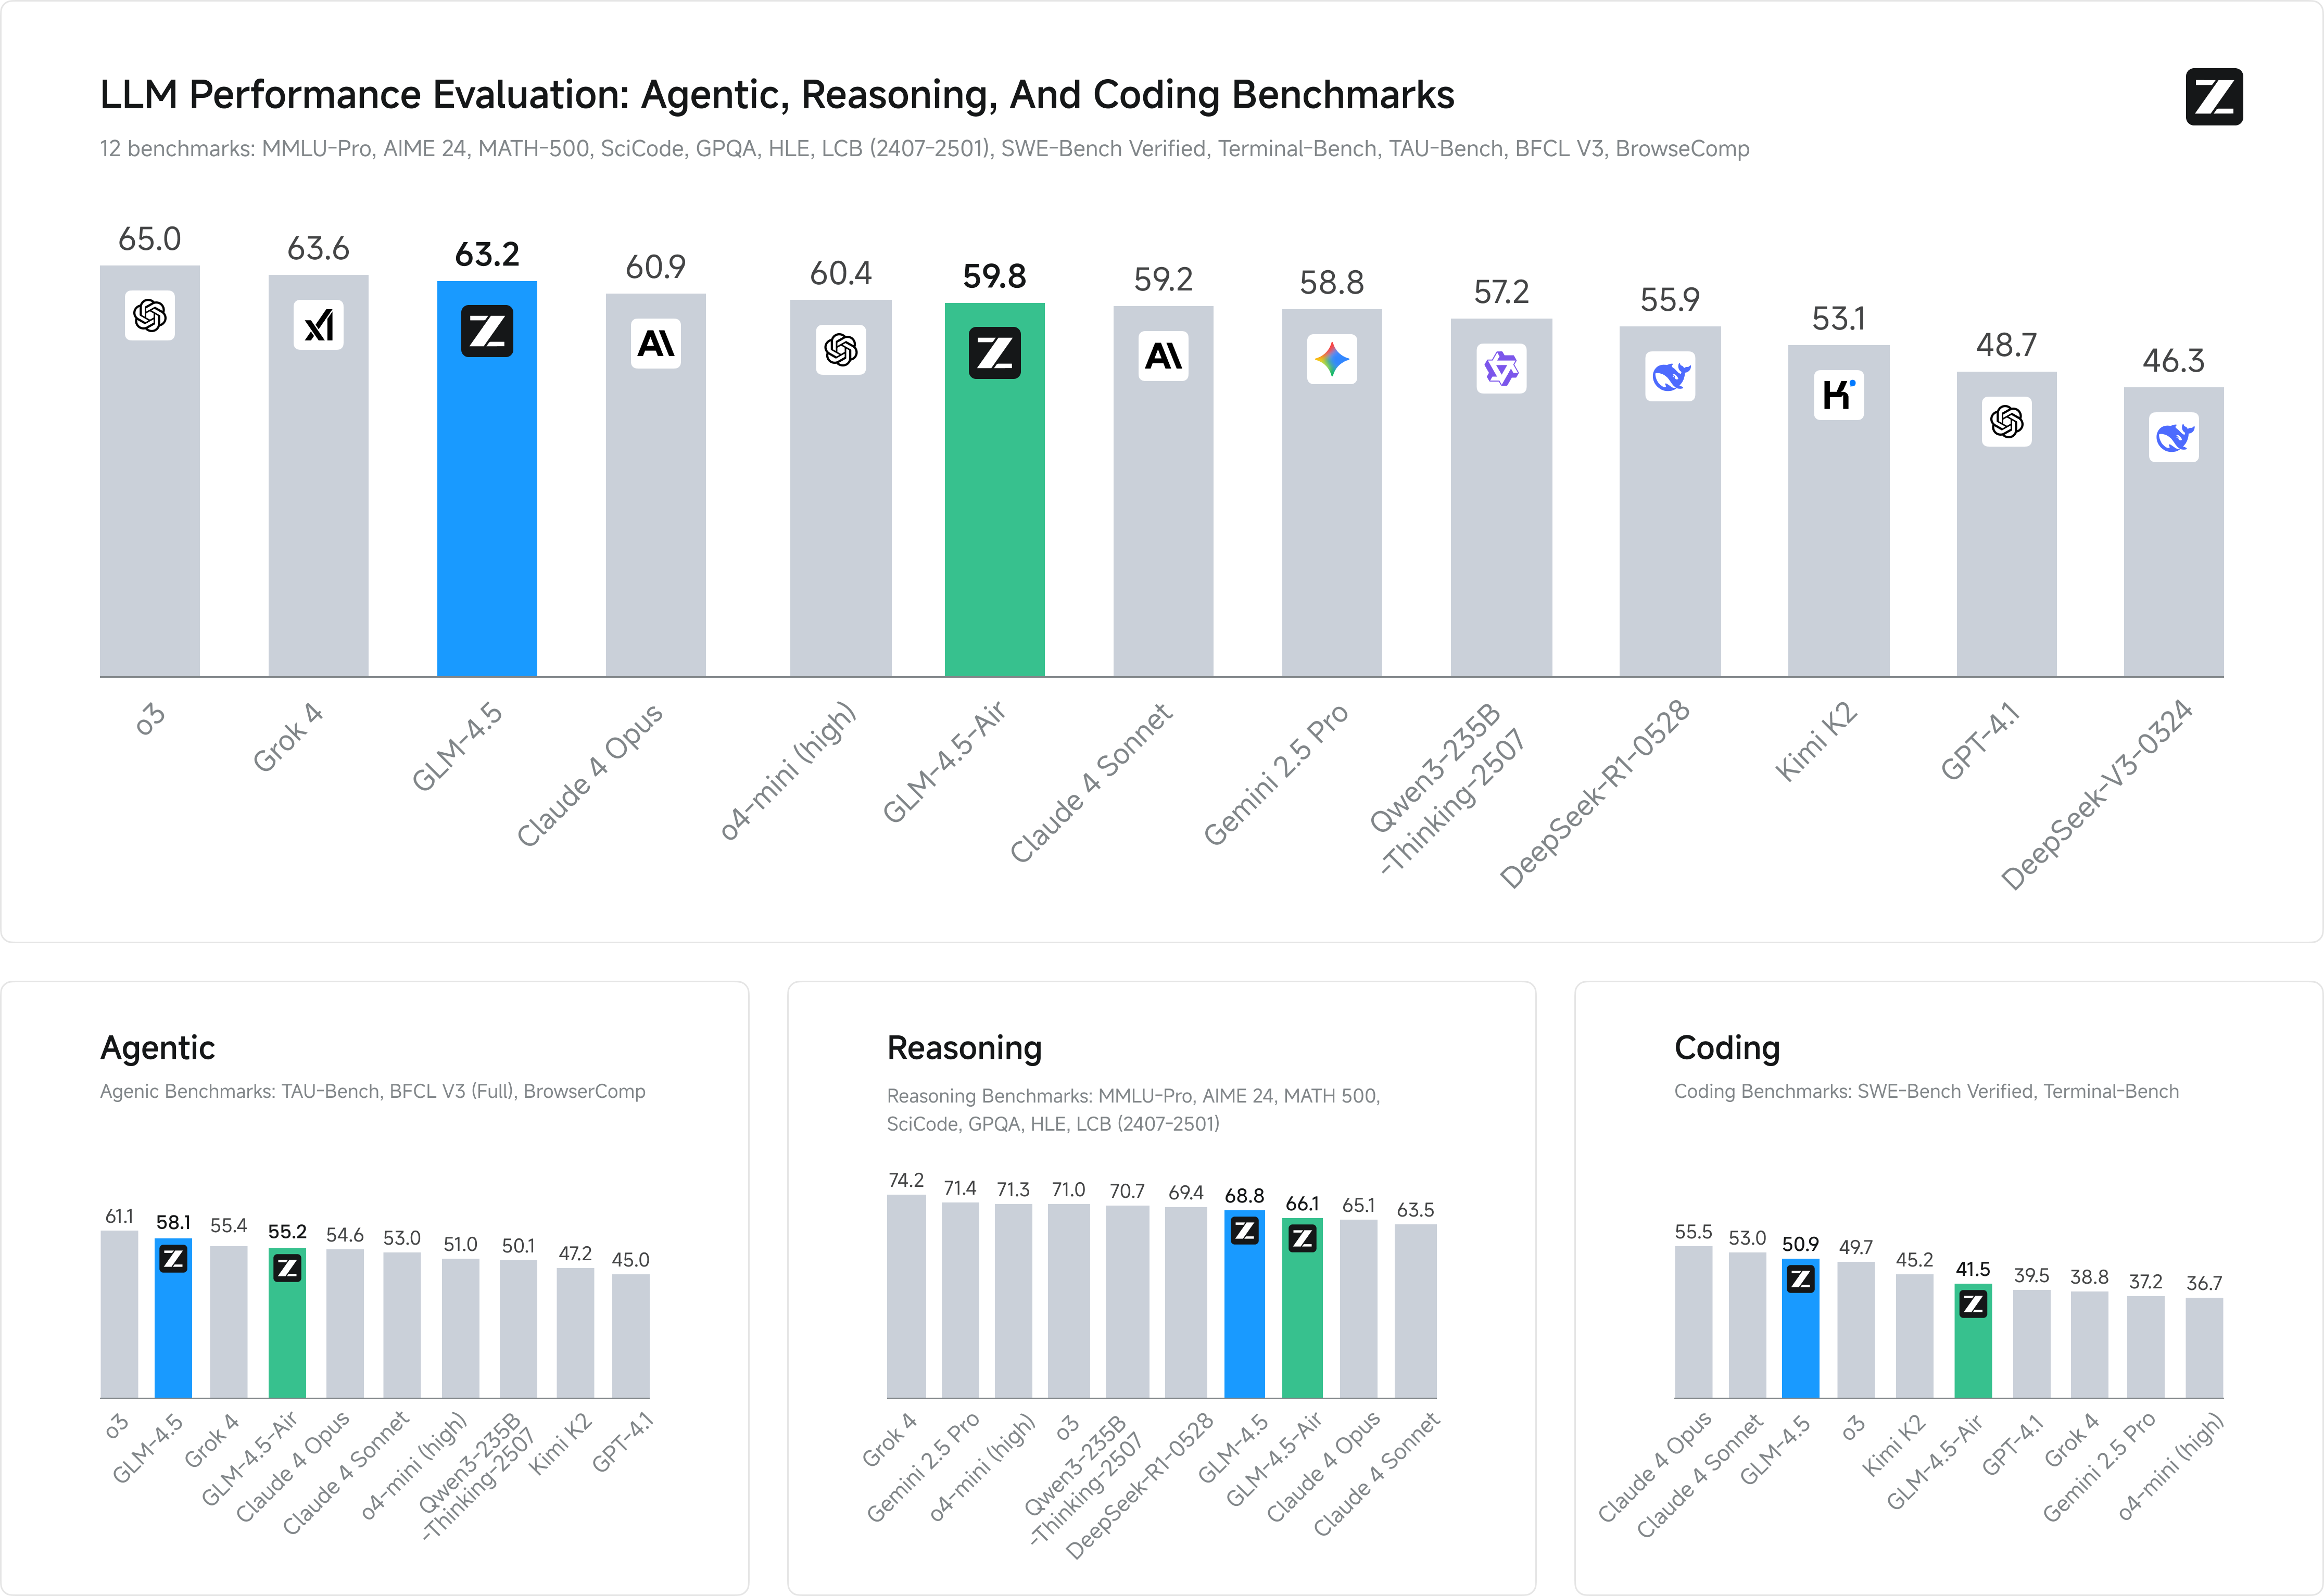 LLM Performance Evaluation: Agentic, Reasoning, And Coding Benchmarks
12 benchmarks: MMLU-Pro, AIME 24, MATH-500, SciCode, GPQA, HLE, LCB (2407-2501), SWE-Bench Verified, Terminal-Bench, TAU-Bench, BFCL V3, BrowseComp
65.0 63.6 63.2 60.9 60.4 59.8 59.2 58.8 57.2 55.9 53.1 48.7 46.3
o3
Grok 4
GLM-4.5
Claude 4 Opus
o4-mini (high)
GLM-4.5-Air
Claude 4 Sonnet
Gemini 2.5 Pro
Qwen3-235B
-Thinking-2507
DeepSeek-R1-0528
Kimi K2
GPT-4.1
DeepSeek-V3-0324
Agentic
Agenic Benchmarks: TAU-Bench, BFCL V3 (Full), BrowserComp
61.1 58.1 55.4 55.2 54.6 53.0 51.0 50.1 47.2 45.0
o3
GLM-4.5
Grok 4
GLM-4.5-Air
Claude 4 Opus
Claude 4 Sonnet
o4-mini (high)
Qwen3-235B
-Thinking-2507
Kimi K2
GPT-4.1
Reasoning
Reasoning Benchmarks: MMLU-Pro, AIME 24, MATH 500,
SciCode, GPQA, HLE, LCB (2407-2501)
74.2 71.4 71.3 71.0 70.7 69.4 68.8 66.1 65.1 63.5
Grok 4
Gemini 2.5 Pro
o4-mini (high)
o3
Qwen3-235B
-Thinking-2507
DeepSeek-R1-0528
GLM-4.5
GLM-4.5-Air
Claude 4 Opus
Claude 4 Sonnet
Coding
Coding Benchmarks: SWE-Bench Verified, Terminal-Bench
55.5 53.0 50.9 49.7 45.2 41.5 39.5 38.8 37.2 36.7
Claude 4 Opus
Claude 4 Sonnet
GLM-4.5
o3
Kimi K2
GLM-4.5-Air
GPT-4.1
Grok 4
Gemini 2.5 Pro
o4-mini (high)